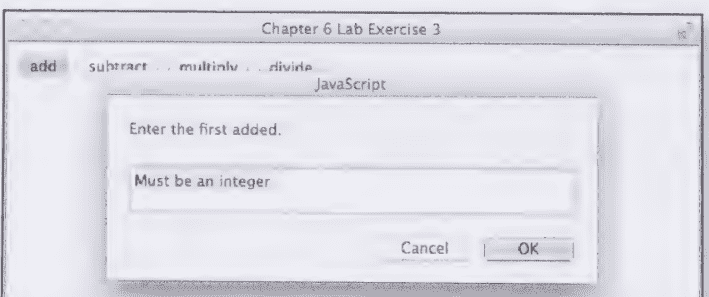 Chapter 6 Lab Exercise 3
add subtract multiply divide
JavaScript
Enter the first added.
Must be an integer
Cancel OK